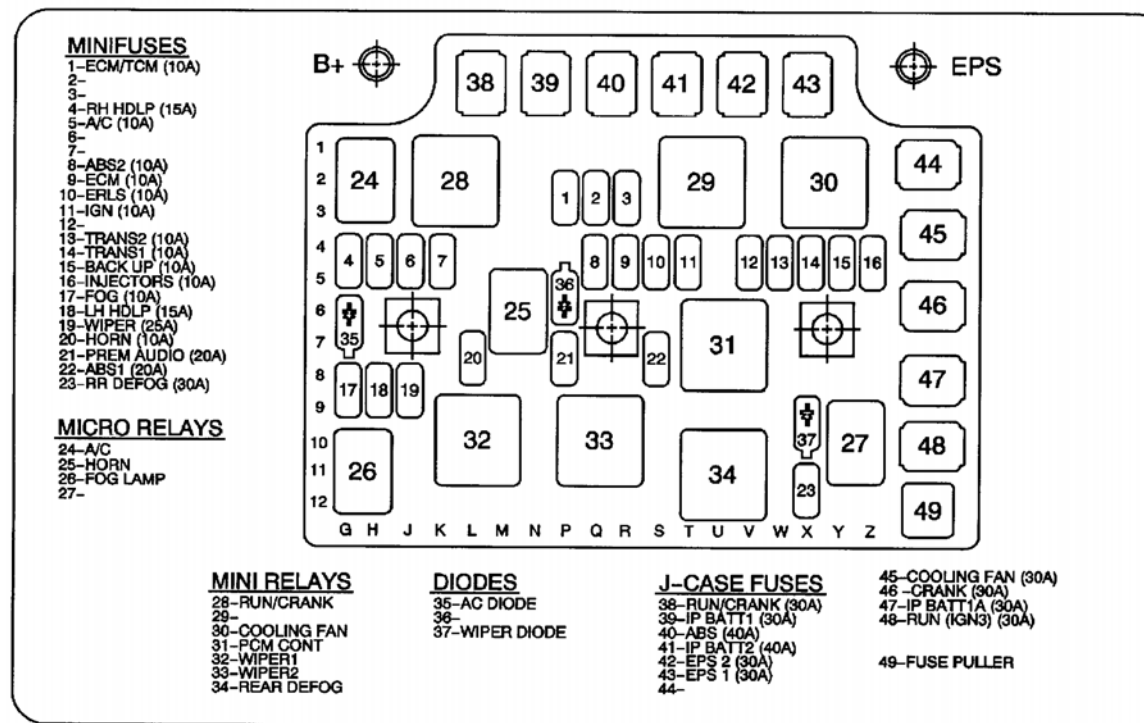 MINIFUSES
1-ECM/TCM (10A)
2-
3-
4-RH HDLP (15A)
5-A/C (10A)
6-
7-
8-ABS2 (10A)
9-ECM (10A)
10-ERLS (10A)
11-IGN (10A)
12-
13-TRANS2 (10A)
14-TRANS1 (10A)
15-BACK UP (10A)
16-INJECTORS (10A)
17-FOG (10A)
18-LH HDLP (15A)
19-WIPER (25A)
20-HORN (10A)
21-PREM AUDIO (20A)
22-ABS1 (20A)
23-RR DEFOG (30A)
MICRO RELAYS
24-A/C
25-HORN
26-FOG LAMP
27-
B+ EPS
38 39 40 41 42 43
1 24 28 29 30 44
2 1 2 3
3
4 45
5 4 5 6 7 8 9 10 11 12 13 14 15 16
36
6 25 46
7 35 31
20 21 22
8 17 18 19 47
9
32 33 37 27 48
10
11 26 34
12 23 49
G H J K L M N P Q R S T U V W X Y Z
MINI RELAYS
28-RUN/CRANK
29-
30-COOLING FAN
31-PCM CONT
32-WIPER1
33-WIPER2
34-REAR DEFOG
DIODES
35-AC DIODE
36-
37-WIPER DIODE
J-CASE FUSES
38-RUN/CRANK (30A)
39-IP BATT1 (30A)
40-ABS (40A)
41-IP BATT2 (40A)
42-EPS 2 (30A)
43-EPS 1 (30A)
44-
45-COOLING FAN (30A)
46 -CRANK (30A)
47-IP BATT1A (30A)
48-RUN (IGN3) (30A)
49-FUSE PULLER